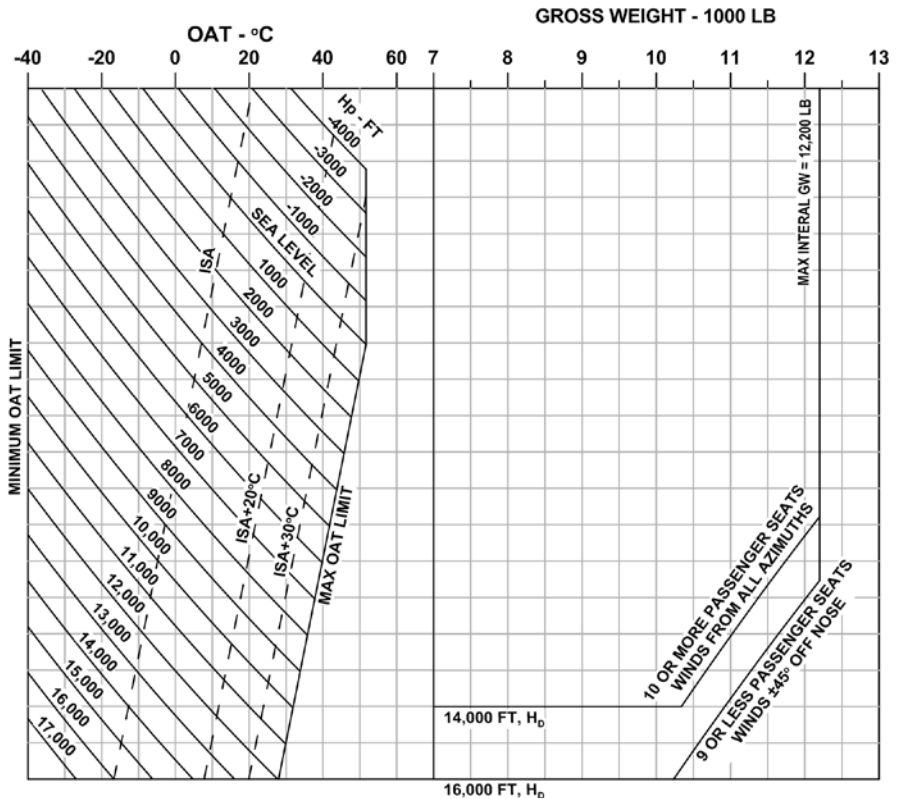 GROSS WEIGHT - 1000 LB
OAT - ºC
-40 -20 0 20 40 60 7 8 9 10 11 12 13
Hp - FT
-4000
-3000
-2000
-1000
SEA LEVEL
1000
2000
3000
4000
5000
6000
7000
8000
9000
10,000
11,000
12,000
13,000
14,000
15,000
16,000
17,000
ISA
ISA+20ºC
ISA+30ºC
MINIMUM OAT LIMIT
MAX OAT LIMIT
MAX INTERAL GW = 12,200 LB
10 OR MORE PASSENGER SEATS
WINDS FROM ALL AZIMUTHS
9 OR LESS PASSENGER SEATS
WINDS ±45º OFF NOSE
14,000 FT, HD
16,000 FT, HD